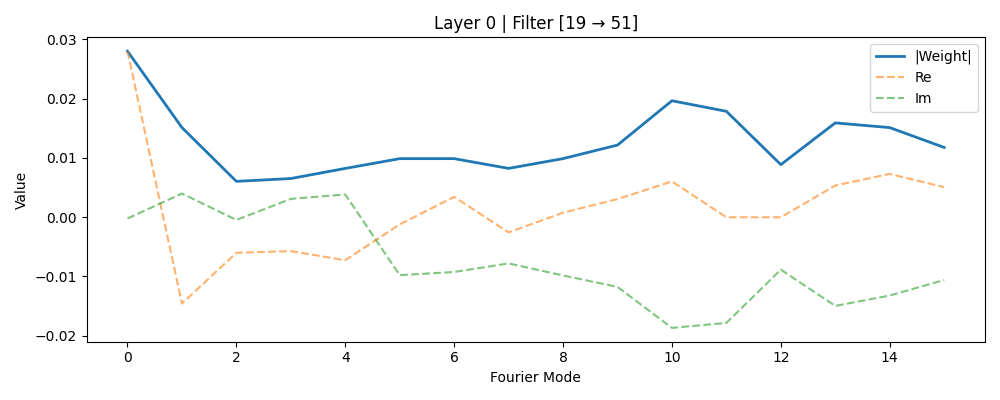 Layer 0 | Filter [19 → 51]
|Weight|
Re
Im
Value
0.03
0.02
0.01
0.00
−0.01
−0.02
0 2 4 6 8 10 12 14
Fourier Mode